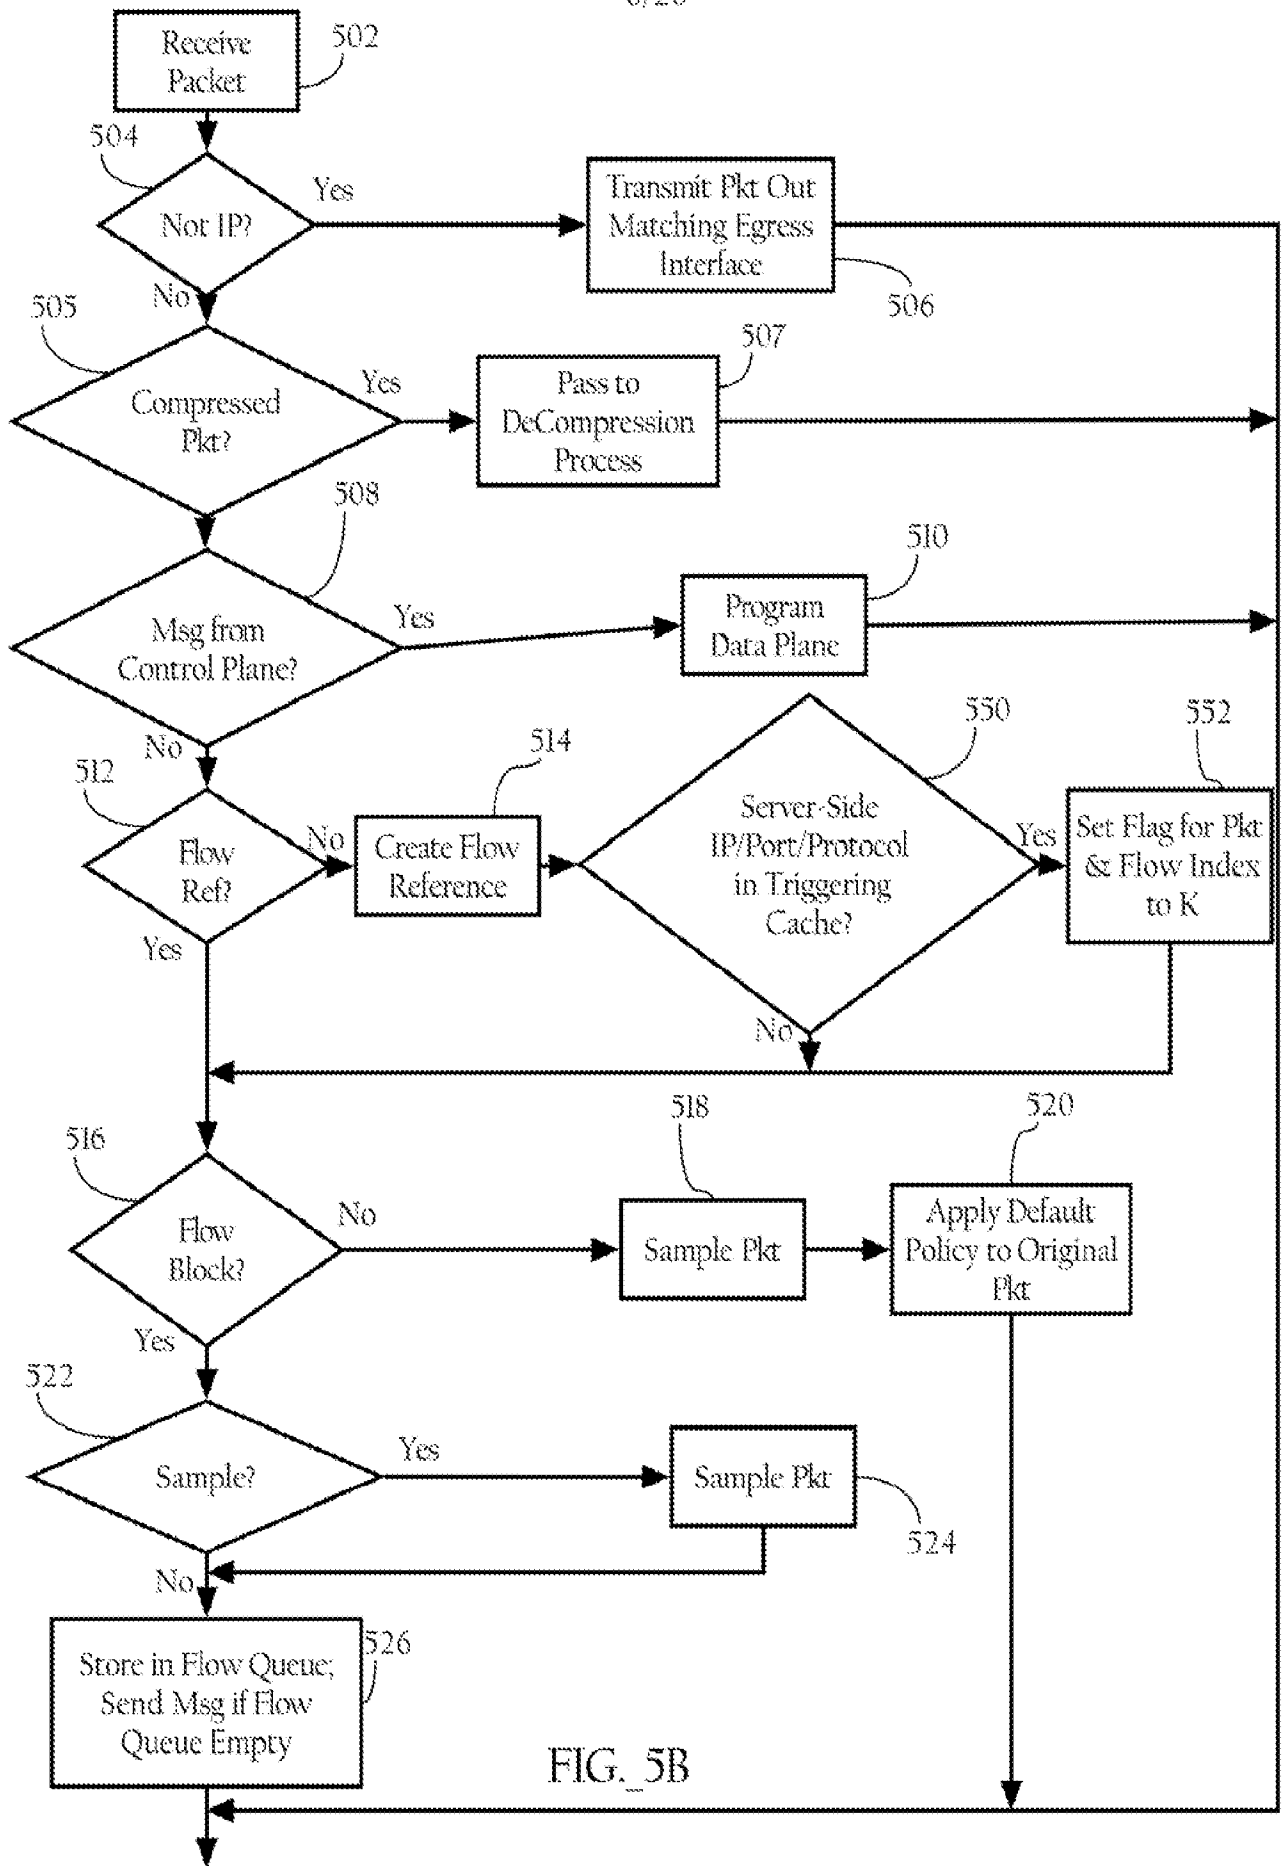 Receive
Packet
502
504
Not IP?
Yes
No
Transmit Pkt Out
Matching Egress
Interface
506
505
Compressed
Pkt?
Yes
Pass to
DeCompression
Process
507
508
Msg from
Control Plane?
Yes
No
Program
Data Plane
510
512
Flow
Ref?
No
Yes
Create Flow
Reference
514
Server-Side
IP/Port/Protocol
in Triggering
Cache?
550
Yes
No
Set Flag for Pkt
& Flow Index
to K
552
516
Flow
Block?
No
Yes
Sample Pkt
518
Apply Default
Policy to Original
Pkt
520
522
Sample?
Yes
No
Sample Pkt
524
Store in Flow Queue;
Send Msg if Flow
Queue Empty
526
FIG._5B